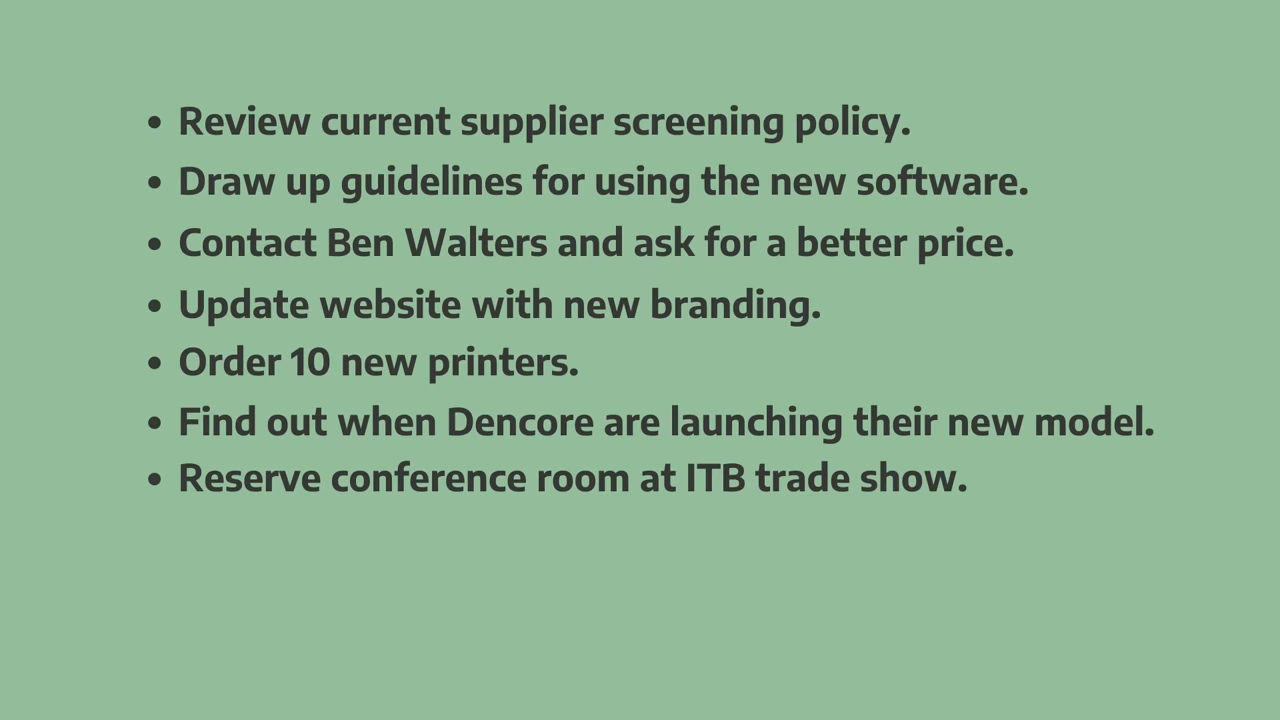 • Review current supplier screening policy.
• Draw up guidelines for using the new software.
• Contact Ben Walters and ask for a better price.
• Update website with new branding.
• Order 10 new printers.
• Find out when Dencore are launching their new model.
• Reserve conference room at ITB trade show.